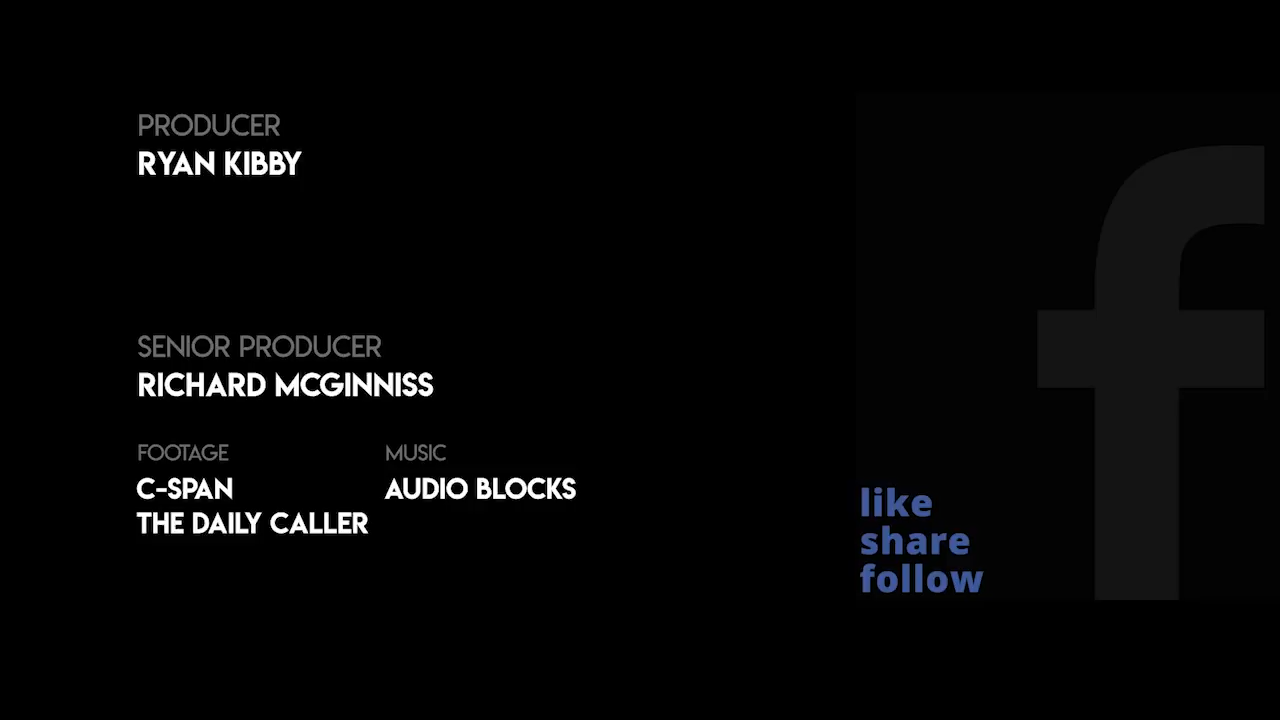 PRODUCER
RYAN KIBBY
SENIOR PRODUCER
RICHARD MCGINNISS
FOOTAGE
C-SPAN
THE DAILY CALLER
MUSIC
AUDIO BLOCKS
f
like
share
follow